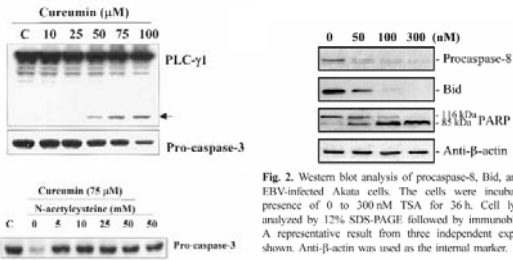 Curcumin (μM)
C 10 25 50 75 100
PLC-γ1
Pro-caspase-3
Curcumin (75 μM)
N-acetylcysteine (mM)
C 0 5 10 25 50 50
Pro-caspase-3
0 50 100 300 (nM)
- Procaspase-8
- Bid
- 116 kDa
- 85 kDa PARP
- Anti-β-actin
Fig. 2. Western blot analysis of procaspase-8, Bid, an
EBV-infected Akata cells. The cells were incuba
presence of 0 to 300 nM TSA for 36 h. Cell ly
analyzed by 12% SDS-PAGE followed by immunob
A representative result from three independent exp
shown. Anti-β-actin was used as the internal marker.